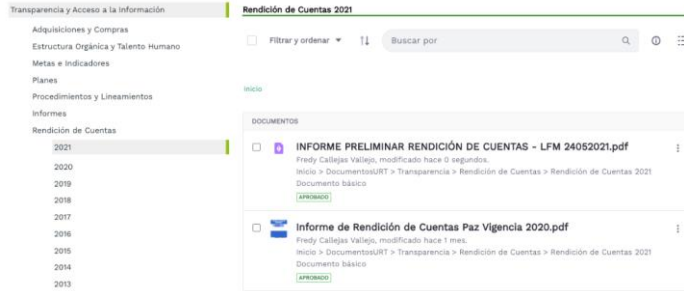 Transparencia y Acceso a la Información
Adquisiciones y Compras
Estructura Orgánica y Talento Humano
Metas e Indicadores
Planes
Procedimientos y Lineamientos
Informes
Rendición de Cuentas
2021
2020
2019
2018
2017
2016
2015
2014
2013
Rendición de Cuentas 2021
Filtrar y ordenar
Buscar por
Inicio
DOCUMENTOS
INFORME PRELIMINAR RENDICIÓN DE CUENTAS - LFM 24052021.pdf
Fredy Callejas Vallejo, modificado hace 0 segundos.
Inicio > DocumentosURT > Transparencia > Rendición de Cuentas > Rendición de Cuentas 2021
Documento básico
APROBADO
Informe de Rendición de Cuentas Paz Vigencia 2020.pdf
Fredy Callejas Vallejo, modificado hace 1 mes.
Inicio > DocumentosURT > Transparencia > Rendición de Cuentas > Rendición de Cuentas 2021
Documento básico
APROBADO